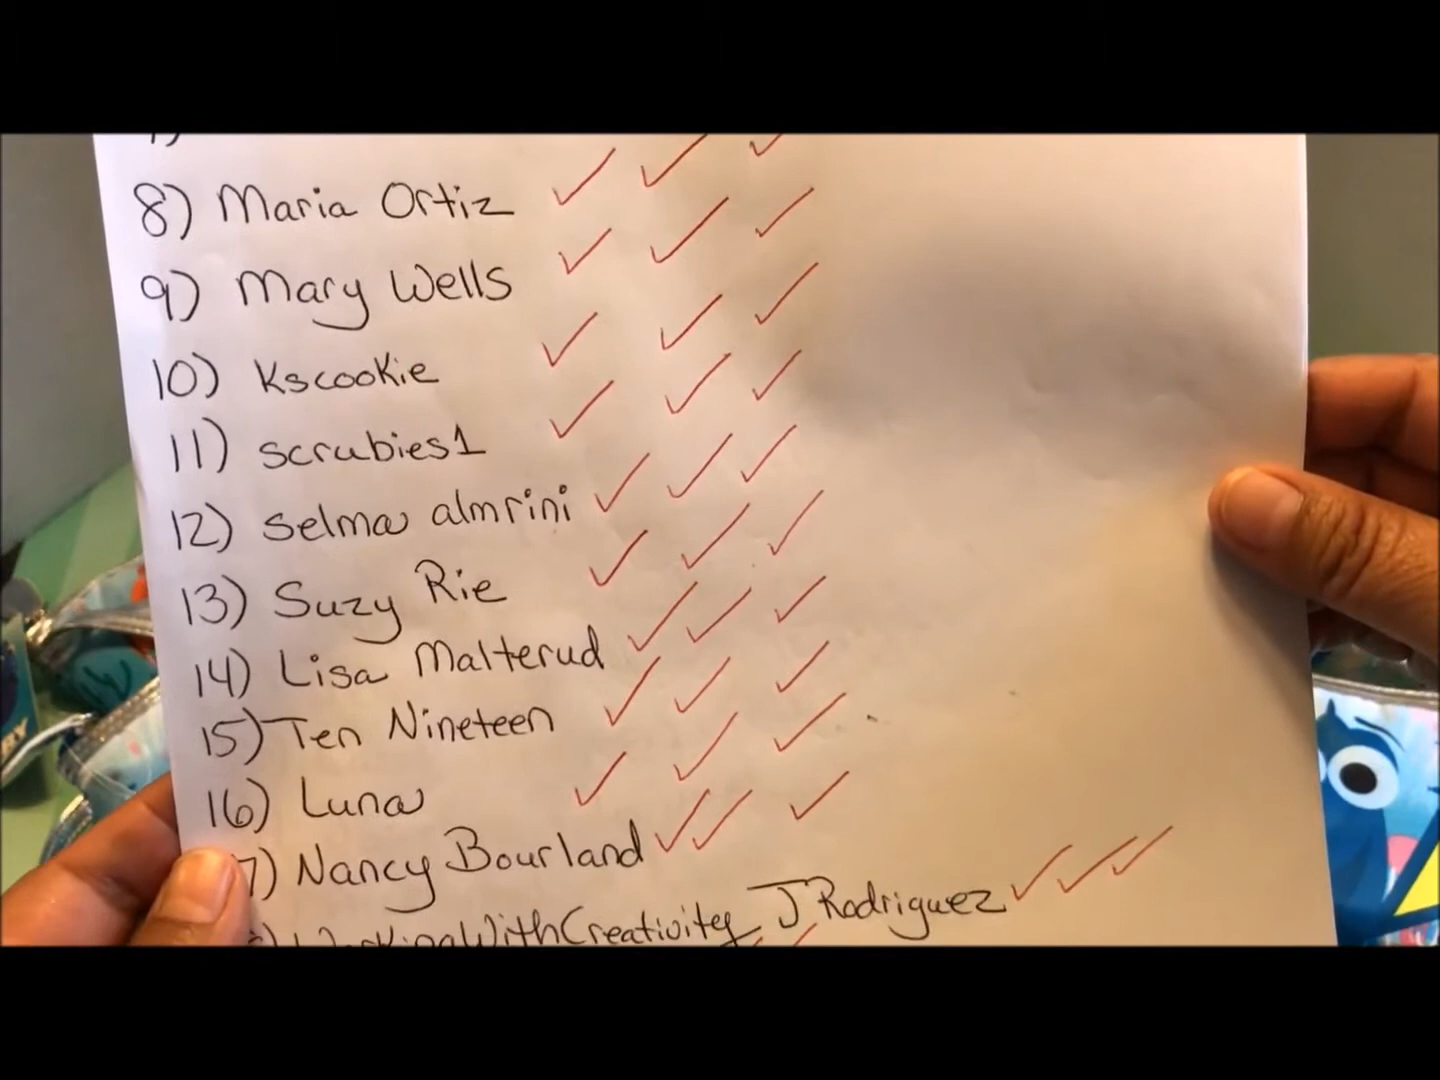 8) Maria Ortiz
9) Mary Wells
10) Kscookie
11) scrubies1
12) Selma almrini
13) Suzy Rie
14) Lisa Malterud
15) Ten Nineteen
16) Luna
7) Nancy Bourland
WorkingWithCreativity J Rodriguez